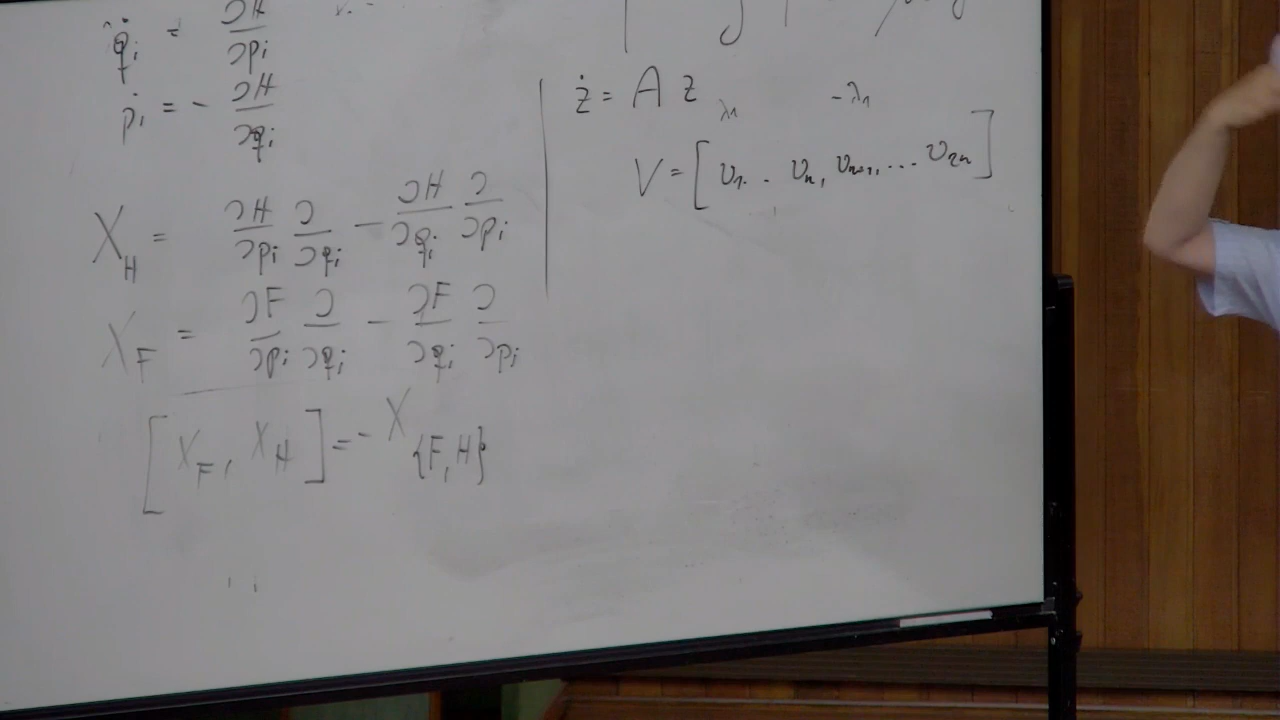 q̇ᵢ = ∂H/∂pᵢ
ṗᵢ = - ∂H/∂qᵢ
X_H = ∂H/∂pᵢ ∂/∂qᵢ - ∂H/∂qᵢ ∂/∂pᵢ
X_F = ∂F/∂pᵢ ∂/∂qᵢ - ∂F/∂qᵢ ∂/∂pᵢ
[X_F, X_H] = - X_{F,H}
ż = A z
λ₁ -λ₁
V = [v₁.. vₙ, vₙ₊₁, ... v₂ₙ]